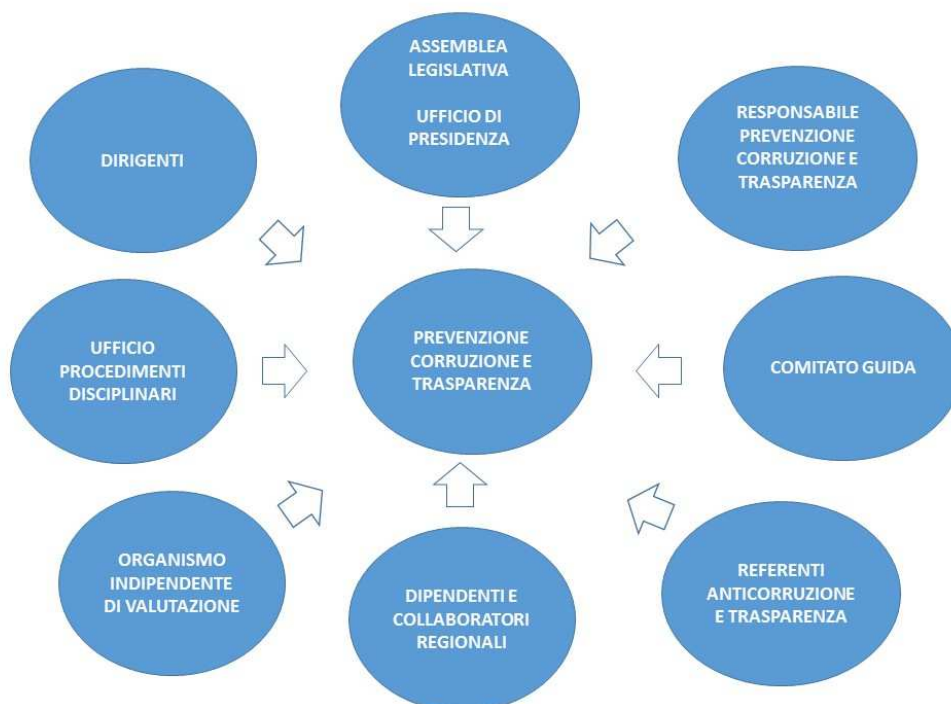 ASSEMBLEA
LEGISLATIVA
UFFICIO DI
PRESIDENZA
DIRIGENTI
RESPONSABILE
PREVENZIONE
CORRUZIONE E
TRASPARENZA
UFFICIO
PROCEDIMENTI
DISCIPLINARI
PREVENZIONE
CORRUZIONE E
TRASPARENZA
COMITATO GUIDA
ORGANISMO
INDIPENDENTE
DI VALUTAZIONE
DIPENDENTI E
COLLABORATORI
REGIONALI
REFERENTI
ANTICORRUZIONE
E TRASPARENZA